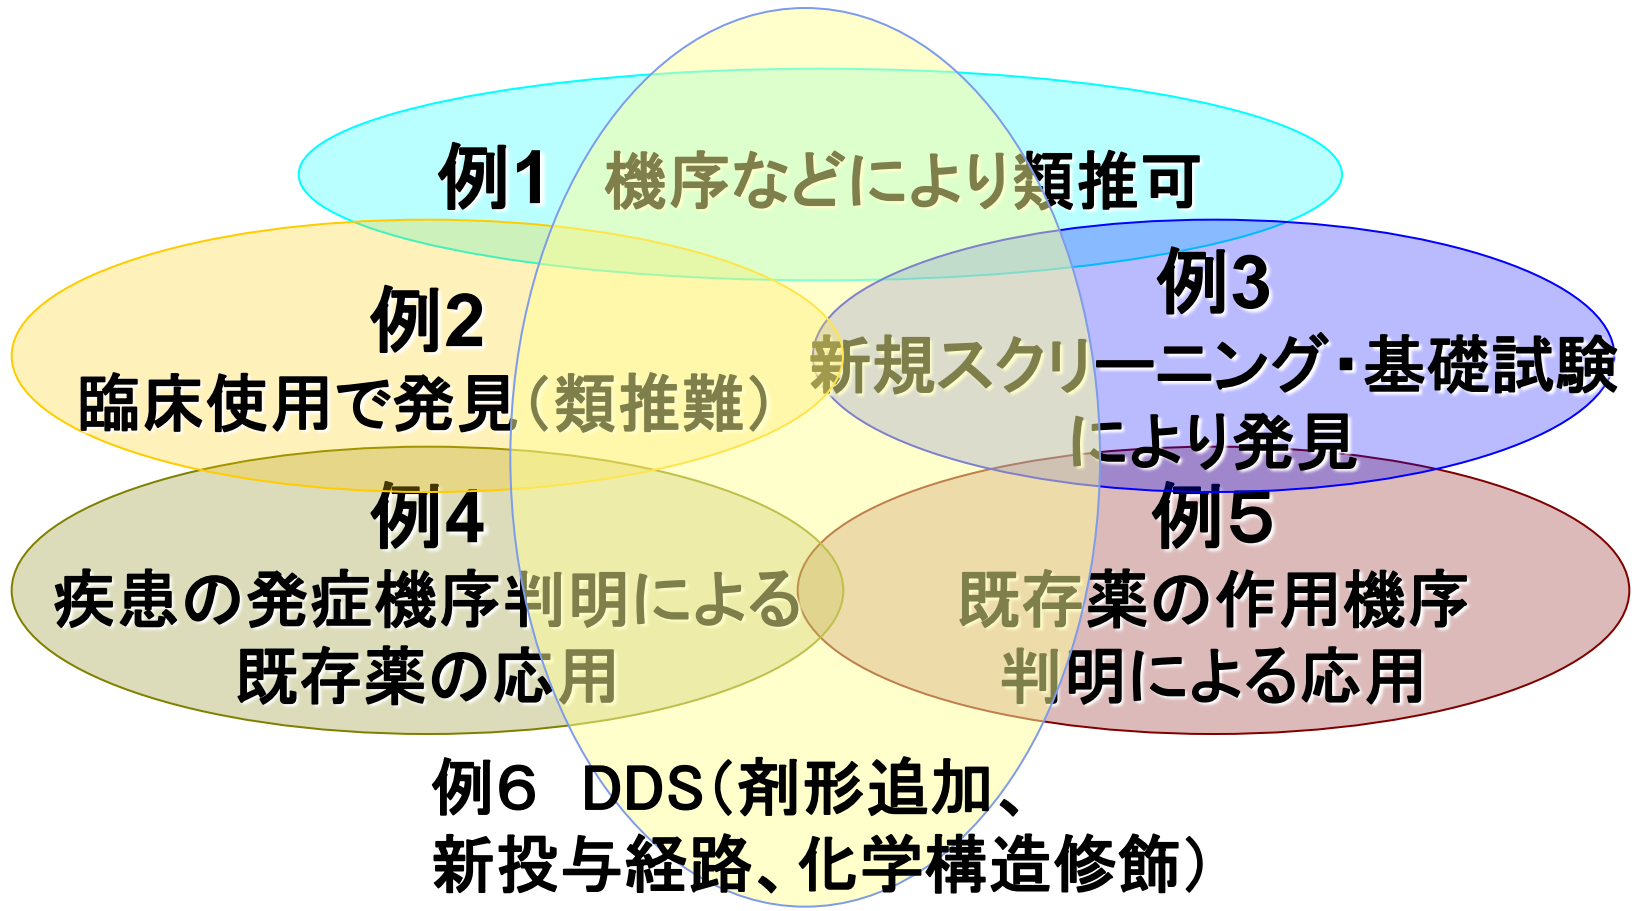 例1　機序などにより類推可
例2
臨床使用で発見（類推難）
例3
新規スクリーニング・基礎試験
により発見
例4
疾患の発症機序判明による
既存薬の応用
例５
既存薬の作用機序
判明による応用
例６　DDS（剤形追加、
新投与経路、化学構造修飾）